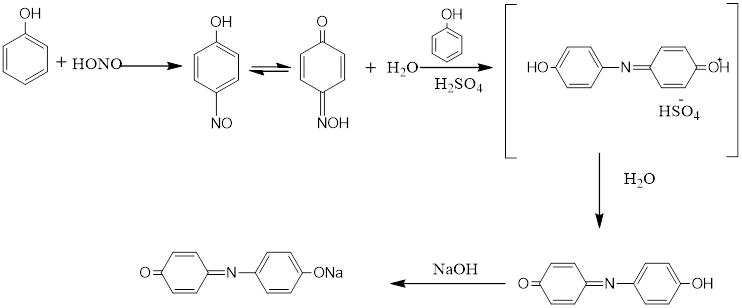 OH
+ HONO
OH
NO
O
NOH
+ H₂O
OH
H₂SO₄
HO
N
OH⁺
HSO₄⁻
H₂O
O
N
OH
NaOH
O
N
ONa